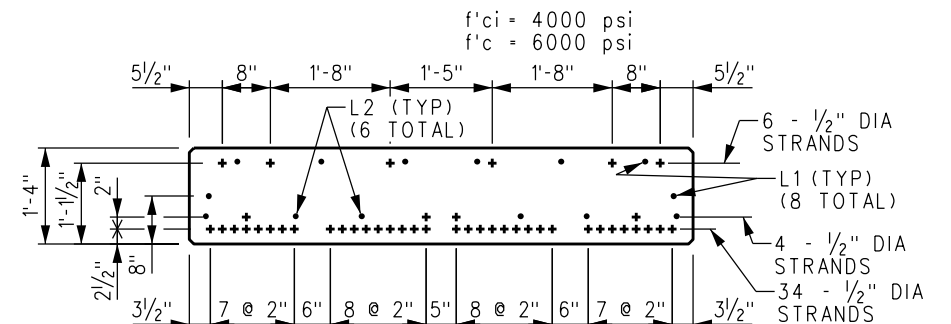 f'ci = 4000 psi
f'c = 6000 psi
5½" 8" 1'-8" 1'-5" 1'-8" 8" 5½"
L2 (TYP)
(6 TOTAL)
6 - ½" DIA
STRANDS
L1 (TYP)
(8 TOTAL)
4 - ½" DIA
STRANDS
34 - ½" DIA
STRANDS
1'-4"
1'-1½"
2"
2½"
8"
3½" 7 @ 2" 6" 8 @ 2" 5" 8 @ 2" 6" 7 @ 2" 3½"